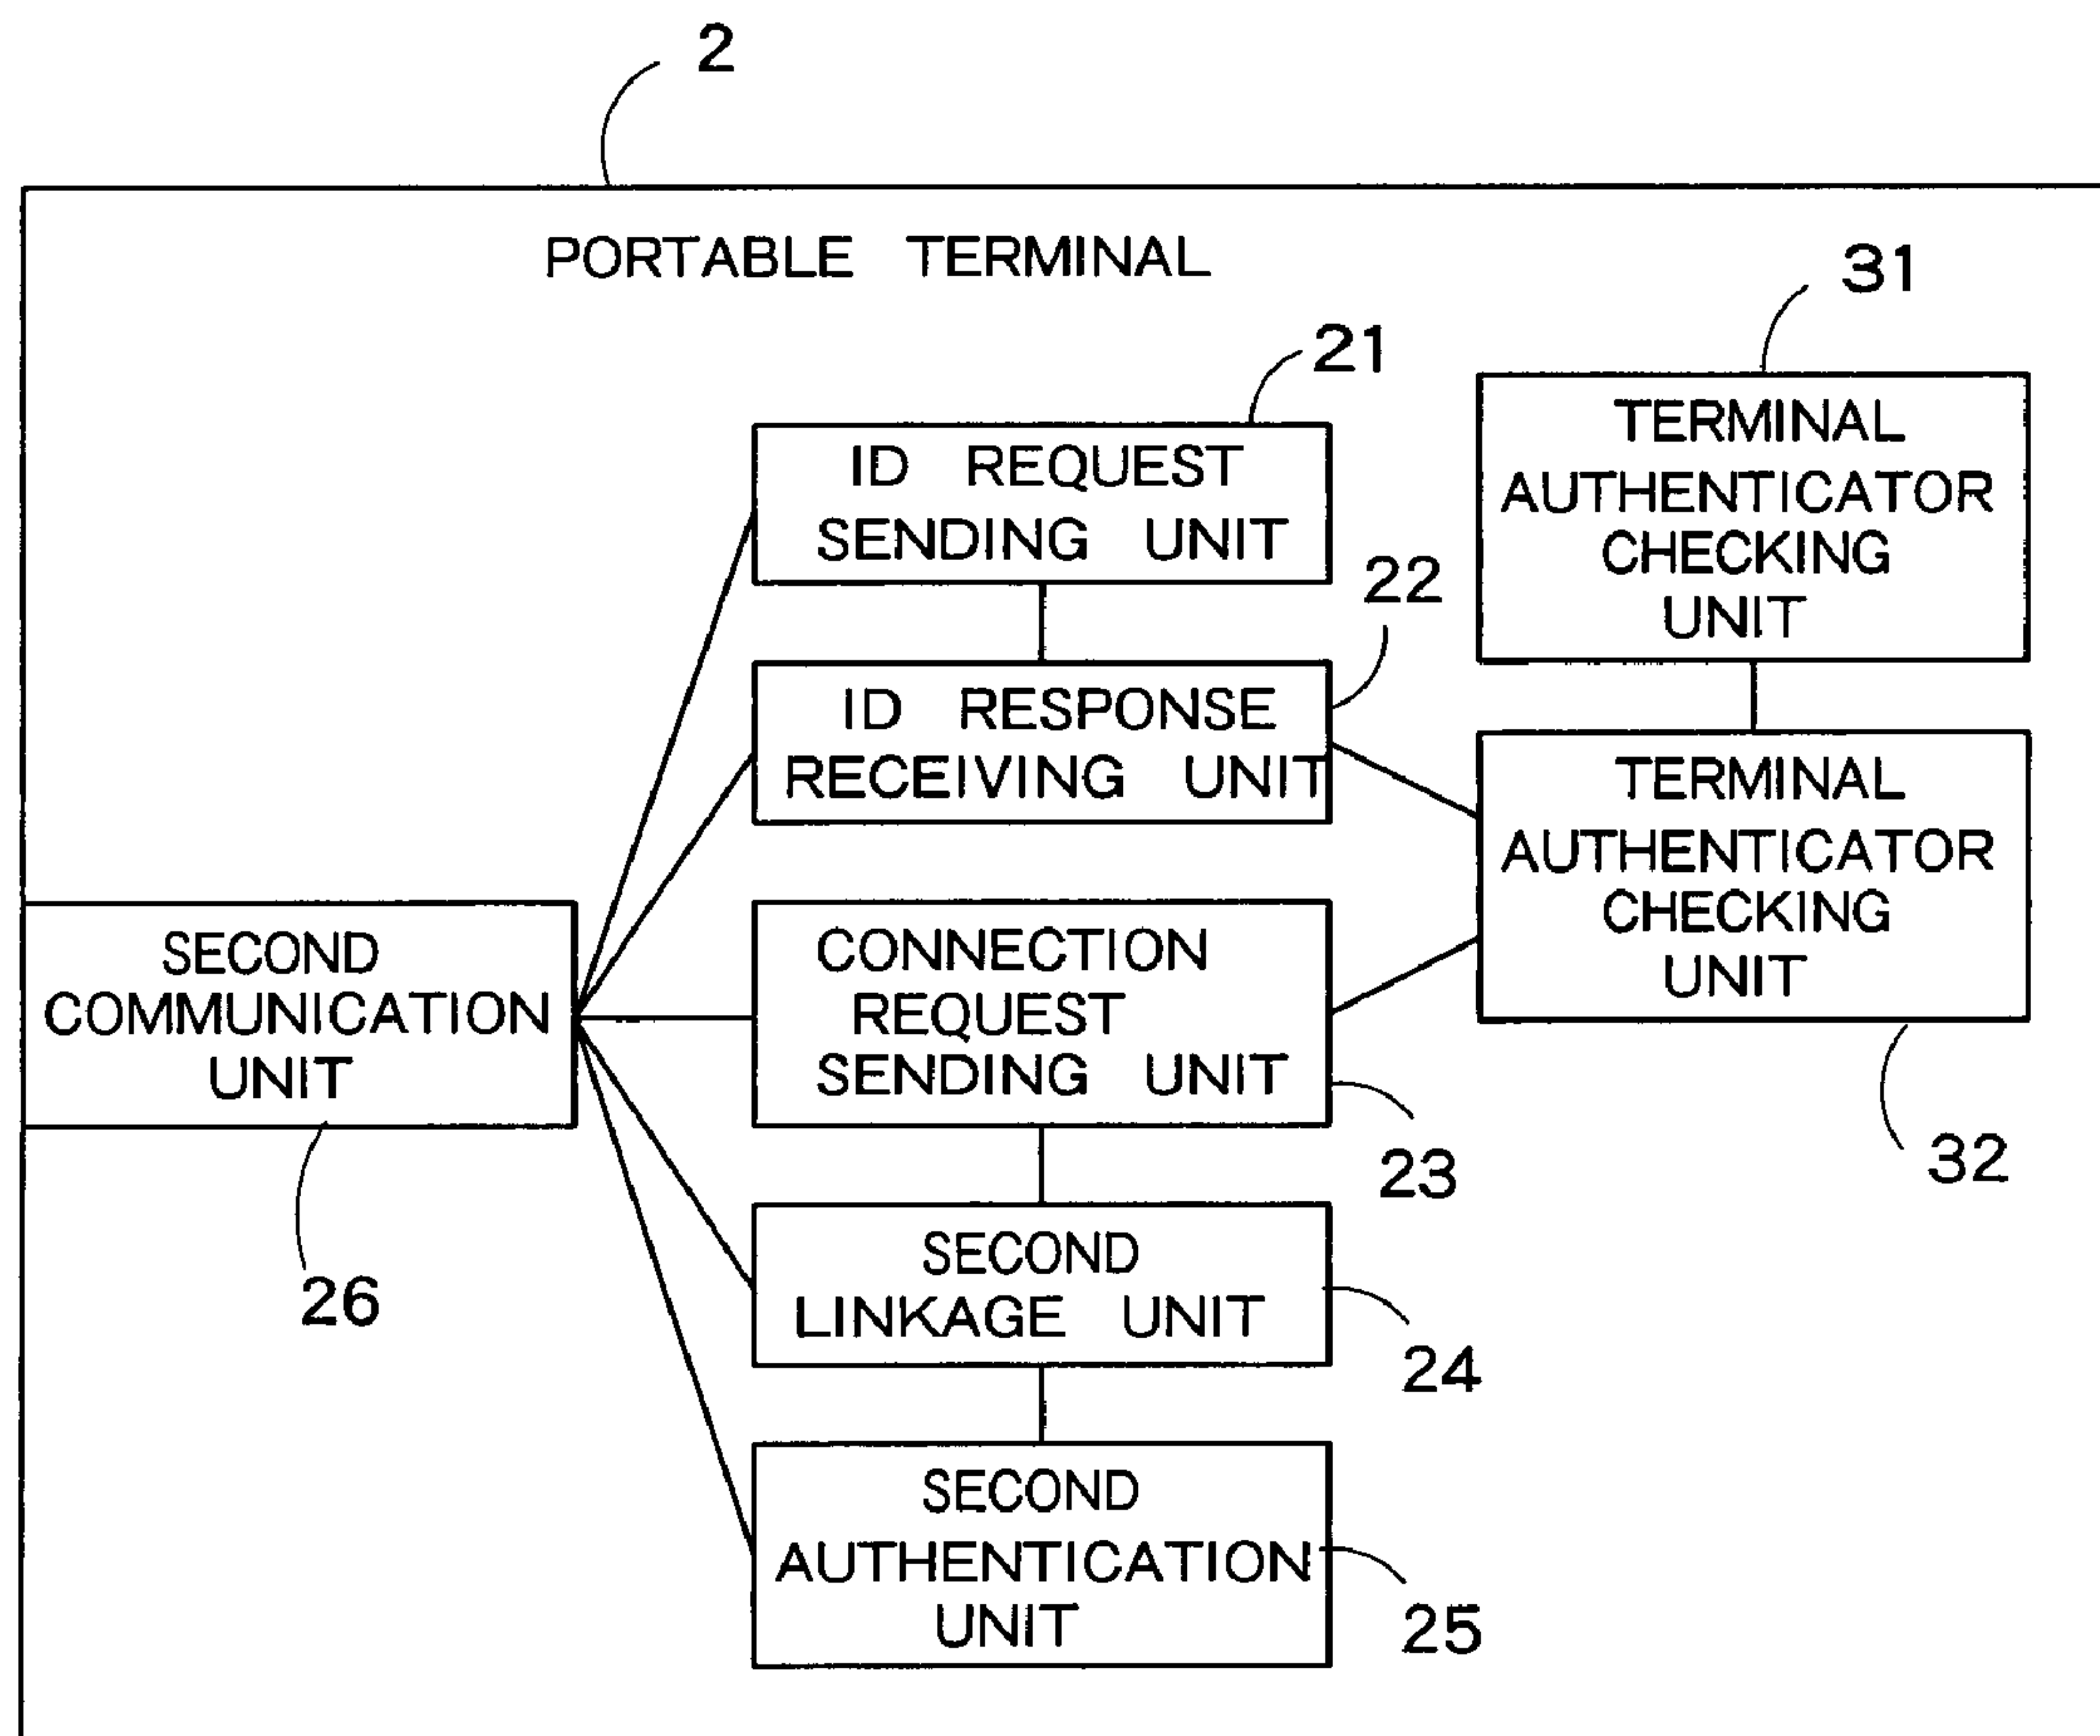 2
PORTABLE TERMINAL
31
21
TERMINAL
AUTHENTICATOR
CHECKING
UNIT
ID REQUEST
SENDING UNIT
22
ID RESPONSE
RECEIVING UNIT
TERMINAL
AUTHENTICATOR
CHECKING
UNIT
32
SECOND
COMMUNICATION
UNIT
26
CONNECTION
REQUEST
SENDING UNIT
23
SECOND
LINKAGE UNIT
24
SECOND
AUTHENTICATION
UNIT
25